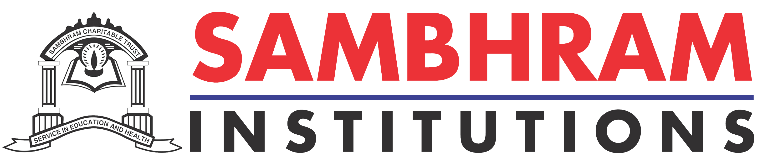 SAMBHRAM CHARITABLE TRUST
SERVICE IN EDUCATION AND HEALTH
SAMBHRAM
INSTITUTIONS